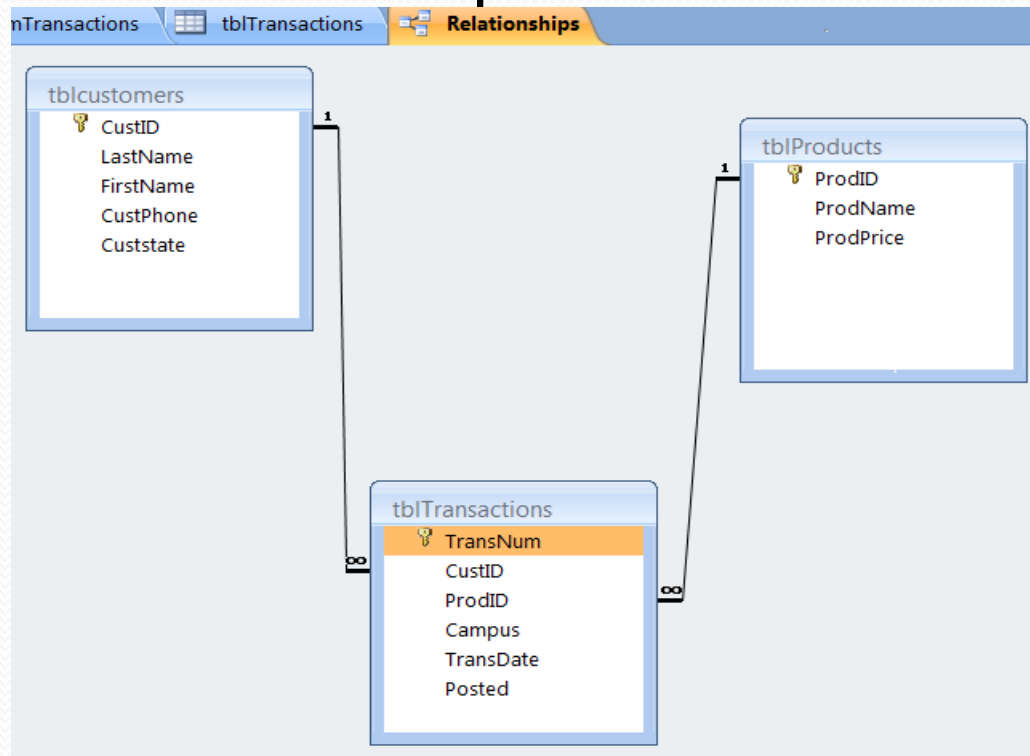 mTransactions tblTransactions Relationships
tblcustomers
CustID
LastName
FirstName
CustPhone
Custstate
1
tblProducts
ProdID
ProdName
ProdPrice
1
tblTransactions
TransNum
CustID
ProdID
Campus
TransDate
Posted
∞
∞